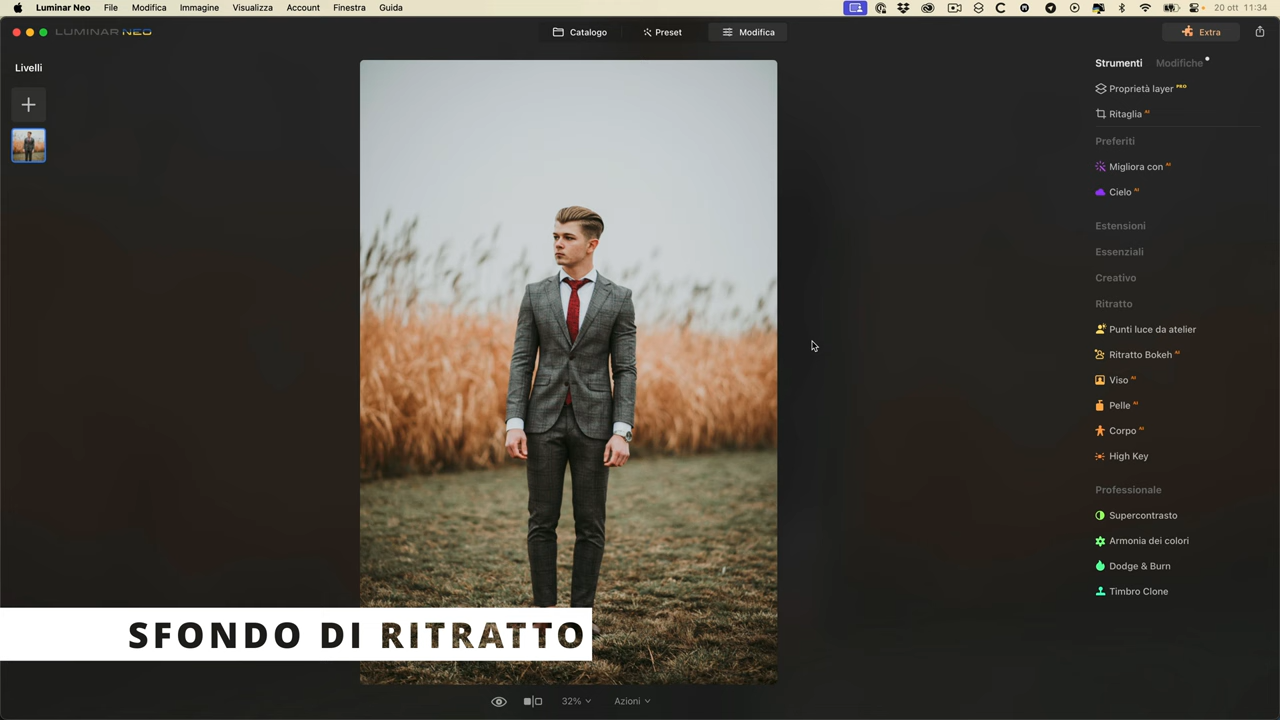 Luminar Neo File Modifica Immagine Visualizza Account Finestra Guida 20 ott 11:34
LUMINAR NEO Catalogo Preset Modifica Extra
Livelli
Strumenti Modifiche
Proprietà layer PRO
Ritaglia AI
Preferiti
Migliora con AI
Cielo AI
Estensioni
Essenziali
Creativo
Ritratto
Punti luce da atelier
Ritratto Bokeh AI
Viso AI
Pelle AI
Corpo AI
High Key
Professionale
Supercontrasto
Armonia dei colori
Dodge & Burn
Timbro Clone
SFONDO DI RITRATTO
32% Azioni